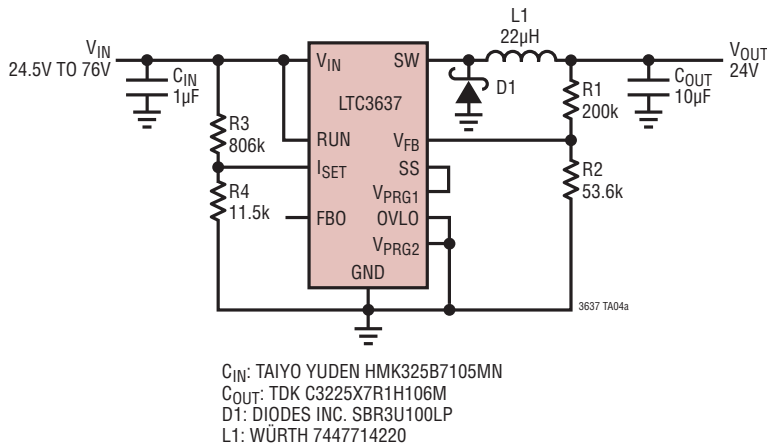 L1
22µH
VIN
24.5V TO 76V
CIN
1µF
VIN
SW
VOUT
24V
D1
COUT
10µF
R1
200k
LTC3637
R3
806k
RUN
VFB
ISET
SS
R2
53.6k
R4
11.5k
VPRG1
FBO
OVLO
VPRG2
GND
3637 TA04a
CIN: TAIYO YUDEN HMK325B7105MN
COUT: TDK C3225X7R1H106M
D1: DIODES INC. SBR3U100LP
L1: WÜRTH 7447714220